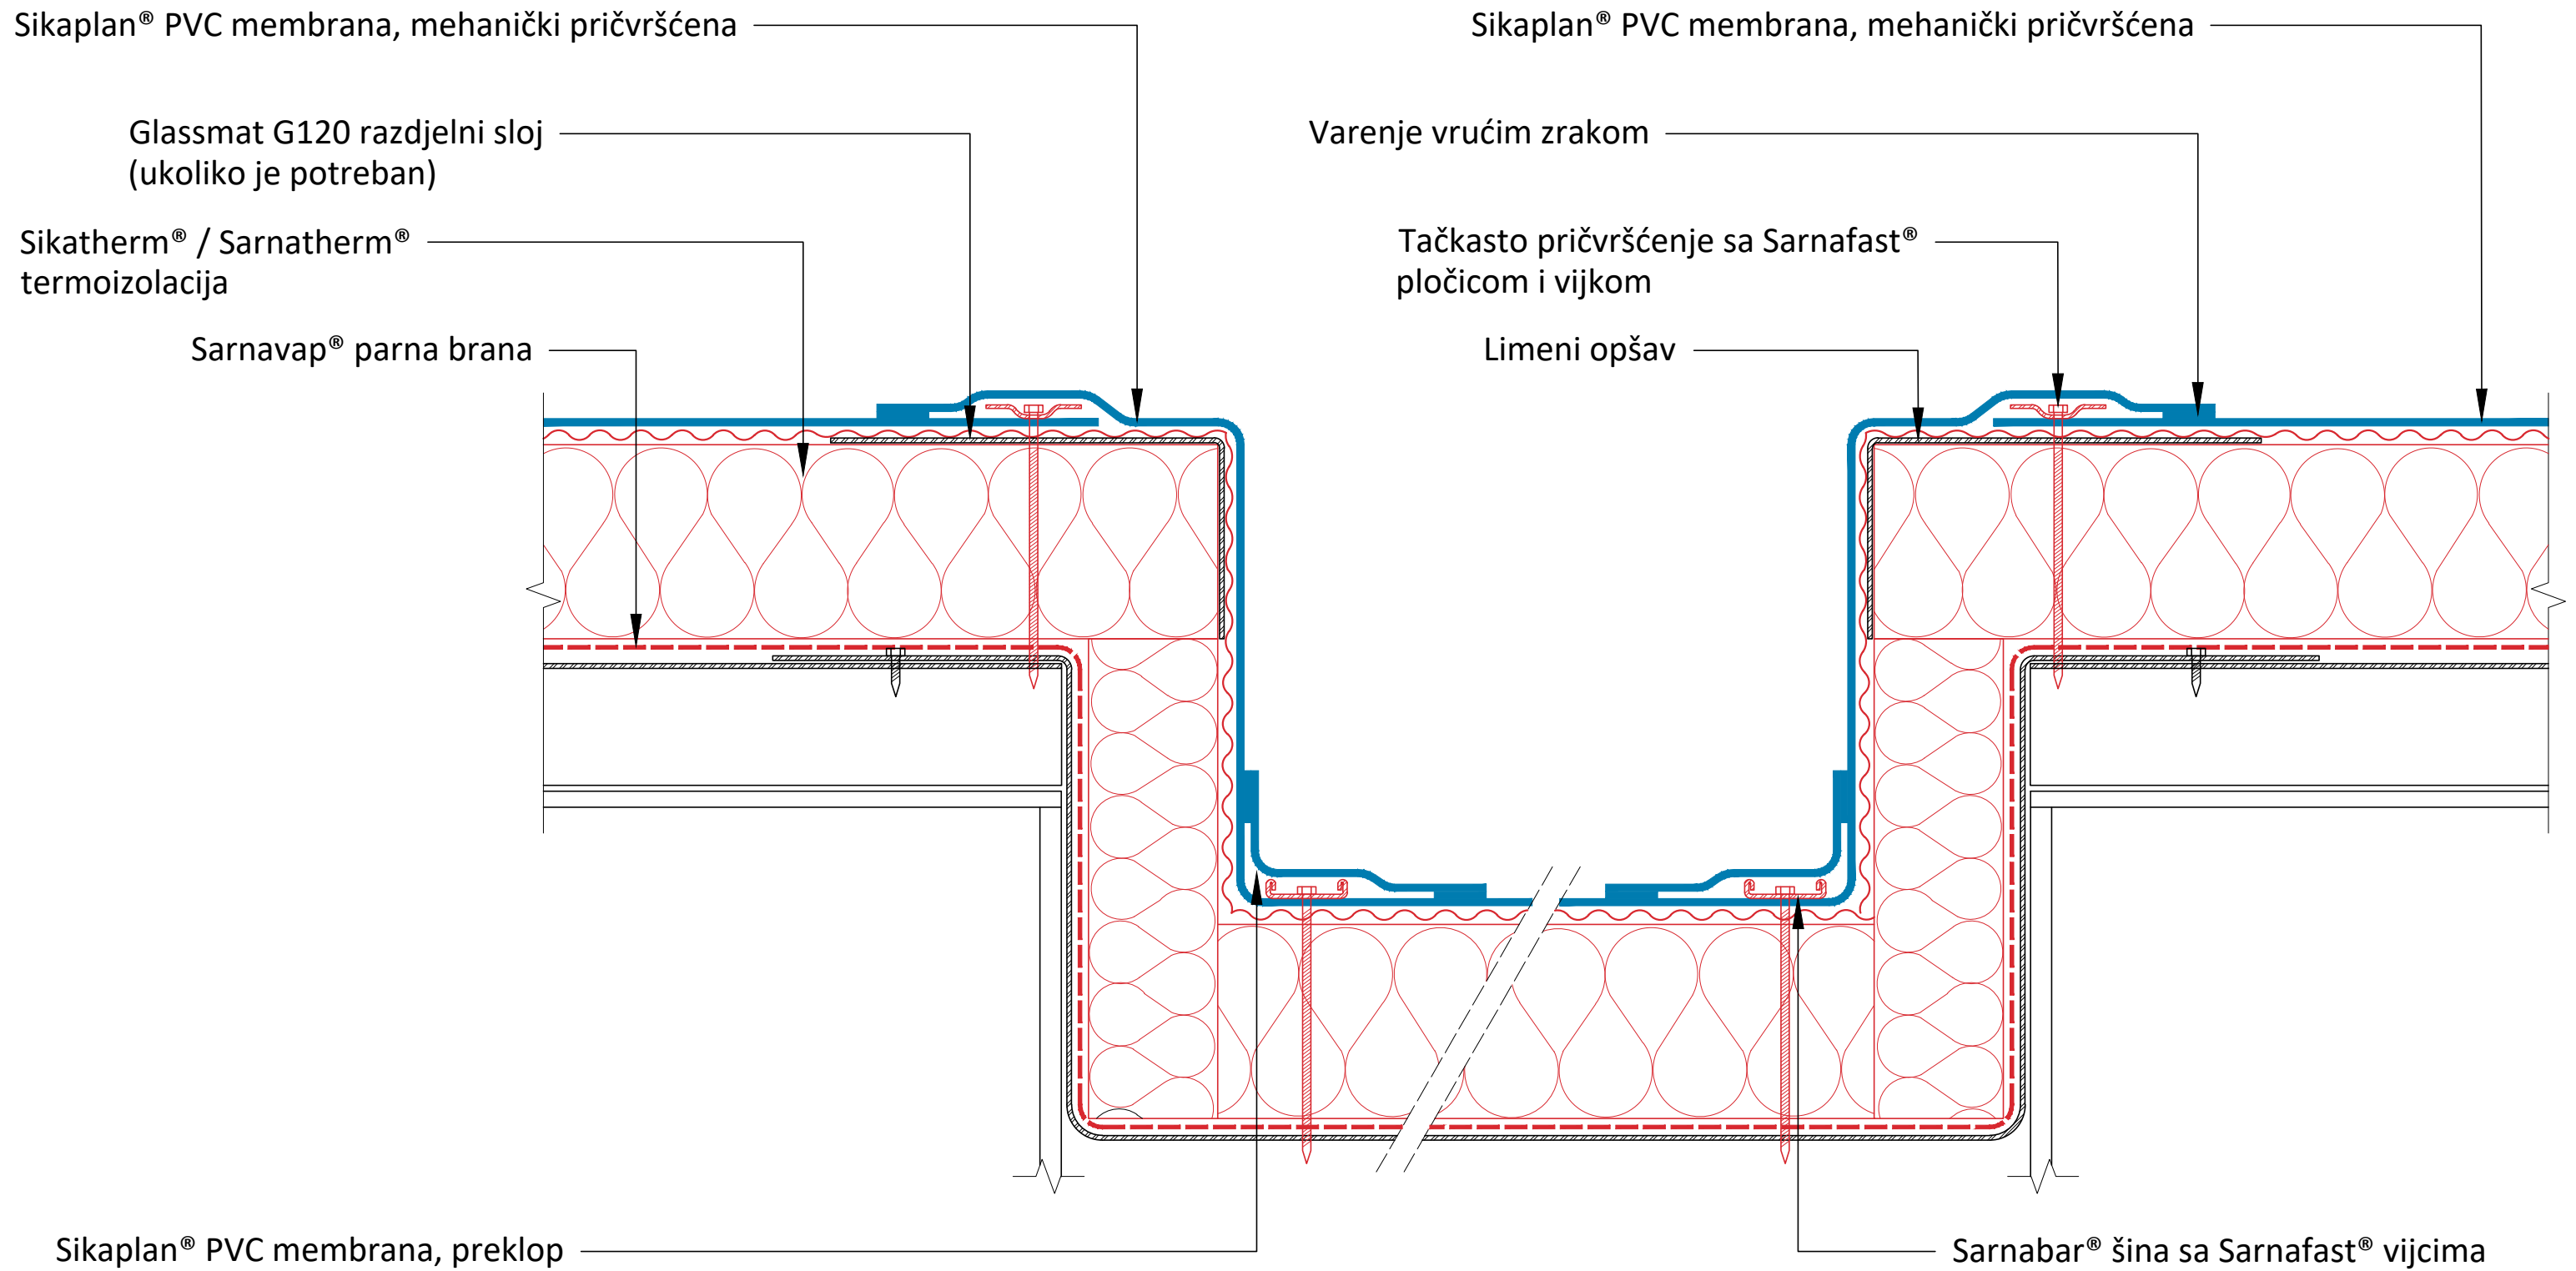 Sikaplan® PVC membrana, mehanički pričvršćena
Glassmat G120 razdjelni sloj
(ukoliko je potreban)
Sikatherm® / Sarnatherm®
termoizolacija
Sarnavap® parna brana
Sikaplan® PVC membrana, mehanički pričvršćena
Varenje vrućim zrakom
Tačkasto pričvršćenje sa Sarnafast®
pločicom i vijkom
Limeni opšav
Sikaplan® PVC membrana, preklop
Sarnabar® šina sa Sarnafast® vijcima